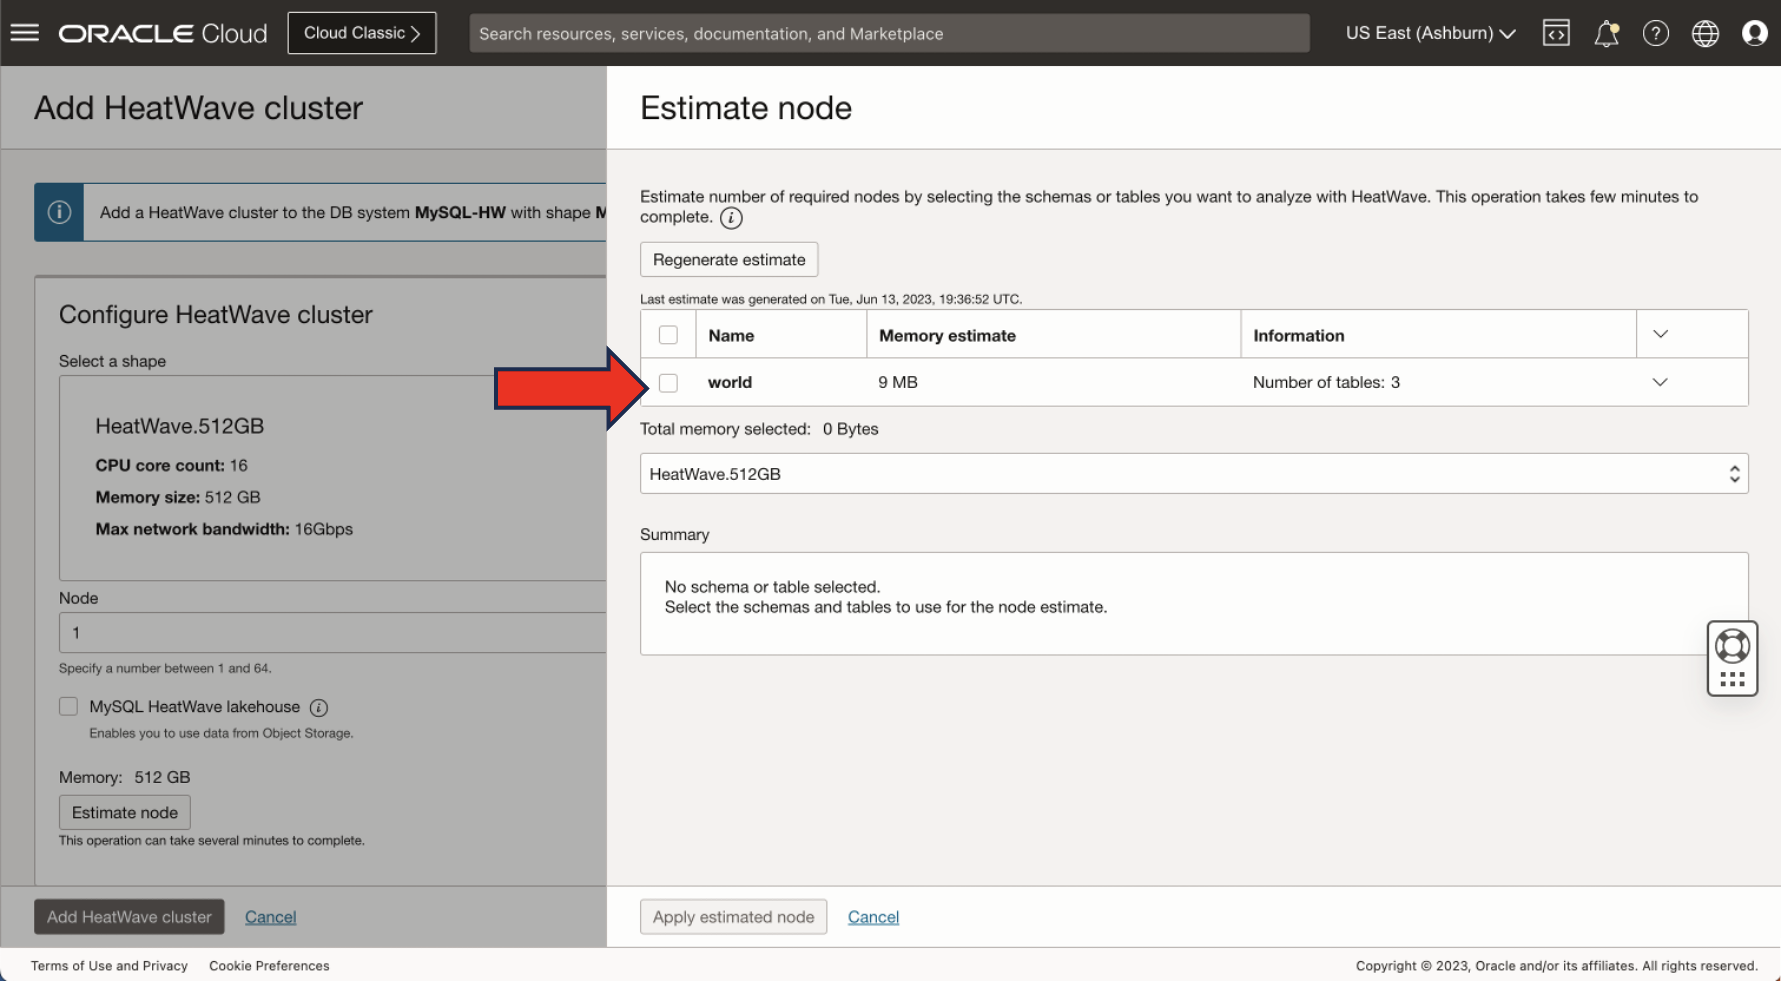 ORACLE Cloud
Cloud Classic
Search resources, services, documentation, and Marketplace
US East (Ashburn)
Add HeatWave cluster
Add a HeatWave cluster to the DB system MySQL-HW with shape M
Configure HeatWave cluster
Select a shape
HeatWave.512GB
CPU core count: 16
Memory size: 512 GB
Max network bandwidth: 16Gbps
Node
1
Specify a number between 1 and 64.
MySQL HeatWave lakehouse
Enables you to use data from Object Storage.
Memory: 512 GB
Estimate node
This operation can take several minutes to complete.
Add HeatWave cluster
Cancel
Estimate node
Estimate number of required nodes by selecting the schemas or tables you want to analyze with HeatWave. This operation takes few minutes to
complete.
Regenerate estimate
Last estimate was generated on Tue, Jun 13, 2023, 19:36:52 UTC.
Name Memory estimate Information
world 9 MB Number of tables: 3
Total memory selected: 0 Bytes
HeatWave.512GB
Summary
No schema or table selected.
Select the schemas and tables to use for the node estimate.
Apply estimated node
Cancel
Terms of Use and Privacy Cookie Preferences
Copyright © 2023, Oracle and/or its affiliates. All rights reserved.